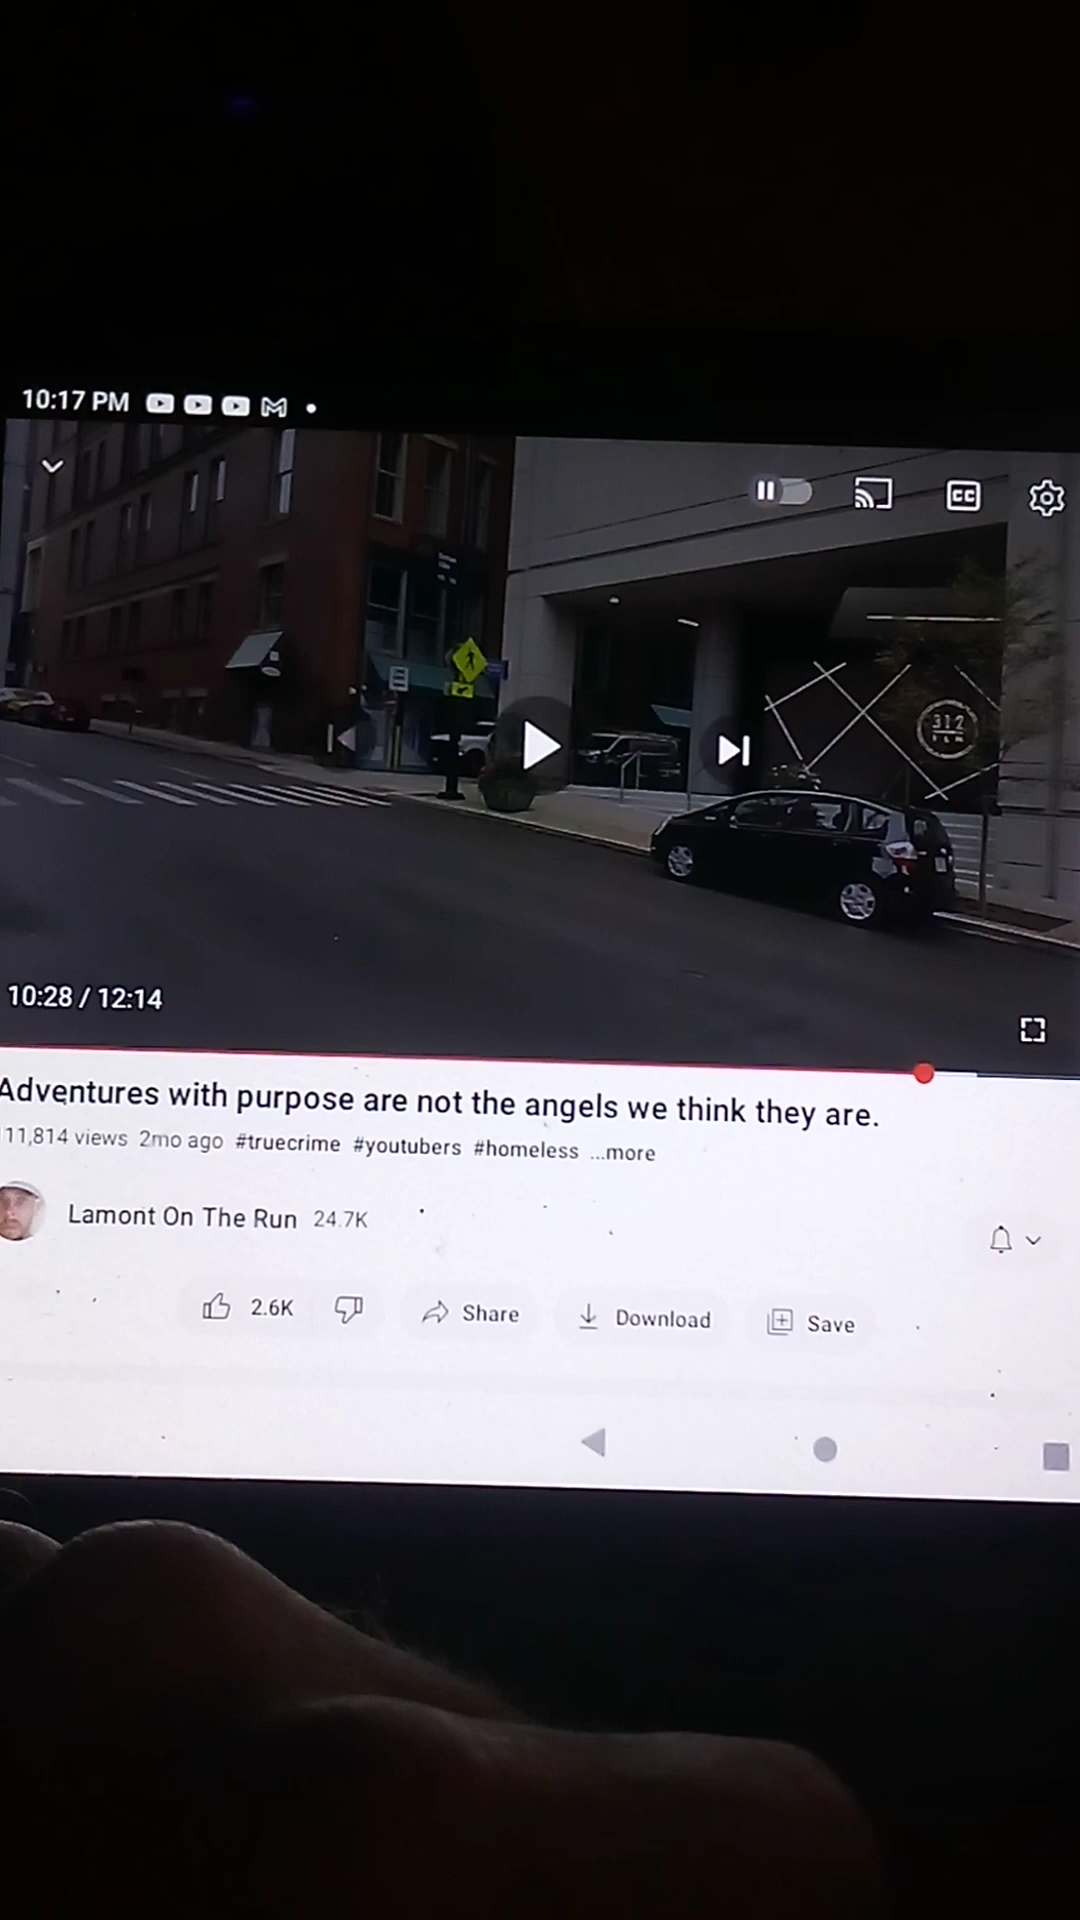 10:17 PM
CC
312
10:28 / 12:14
Adventures with purpose are not the angels we think they are.
11,814 views 2mo ago #truecrime #youtubers #homeless ...more
Lamont On The Run 24.7K
2.6K
Share
Download
Save